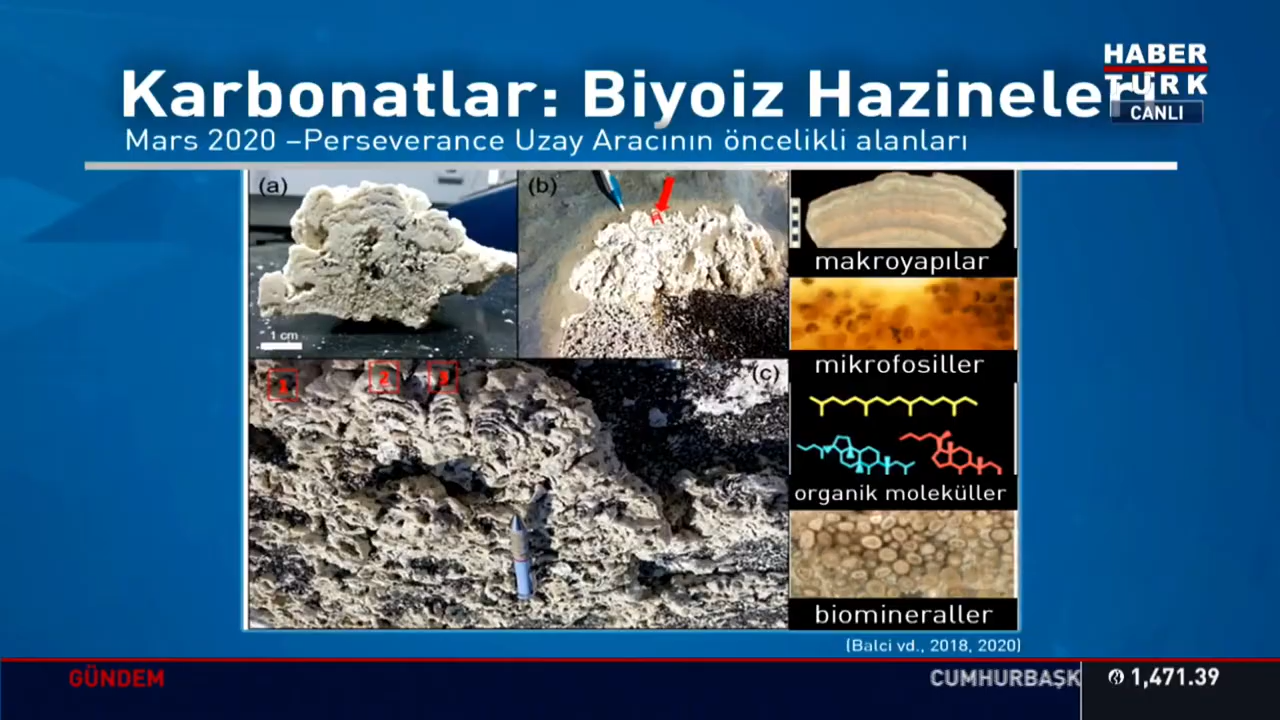 Karbonatlar: Biyoiz Hazineleri
HABER
TÜRK
CANLI
Mars 2020 –Perseverance Uzay Aracının öncelikli alanları
(a)
1 cm
(b)
(c)
1
2
3
makroyapılar
mikrofosiller
organik moleküller
biomineraller
(Balci vd., 2018, 2020)
GÜNDEM
CUMHURBAŞK
1,471.39